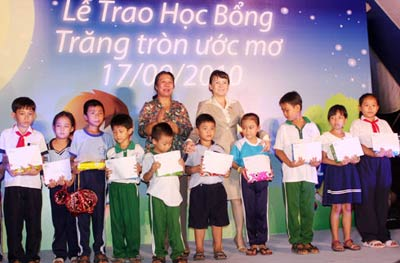 Lễ Trao Học Bổng
Trăng tròn ước mơ
17/09/2010